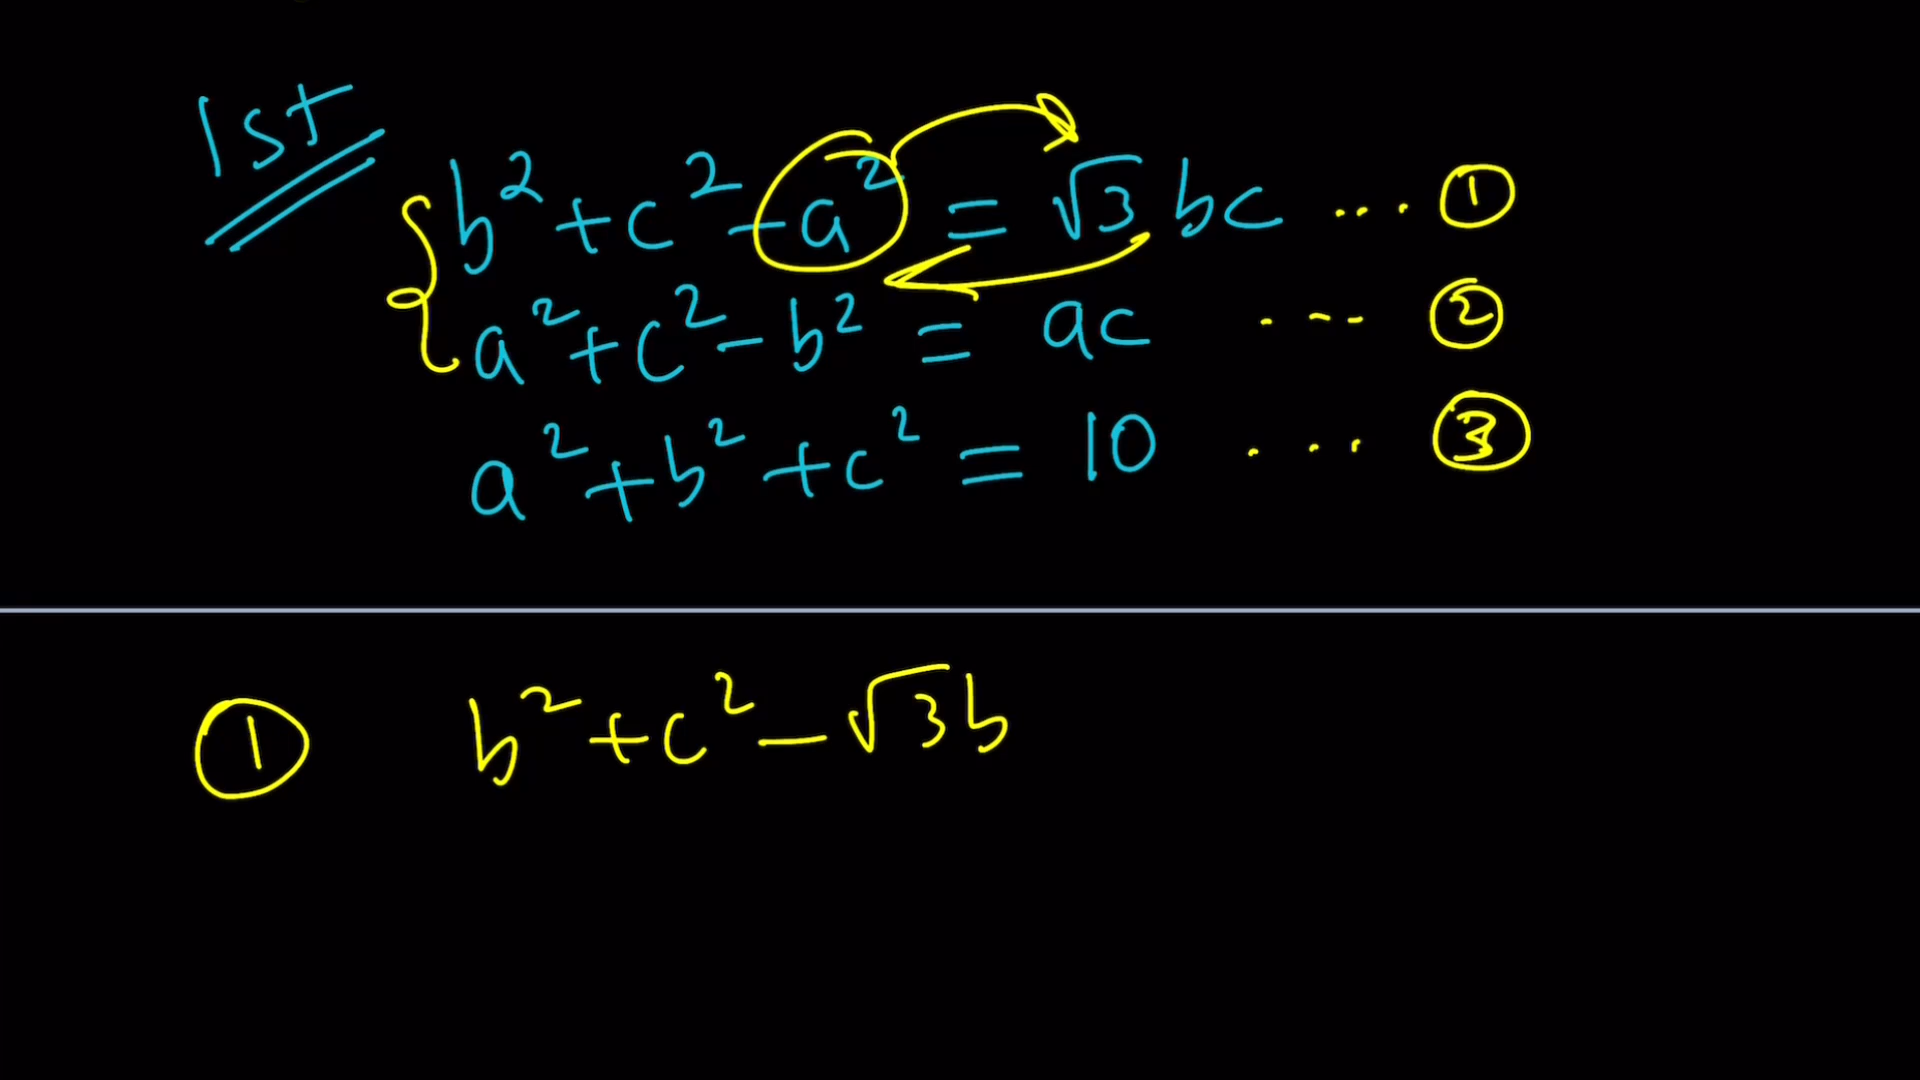 1st
b² + c² - a² = √3 bc ... ①
a² + c² - b² = ac ... ②
a² + b² + c² = 10 ... ③
① b² + c² - √3 b